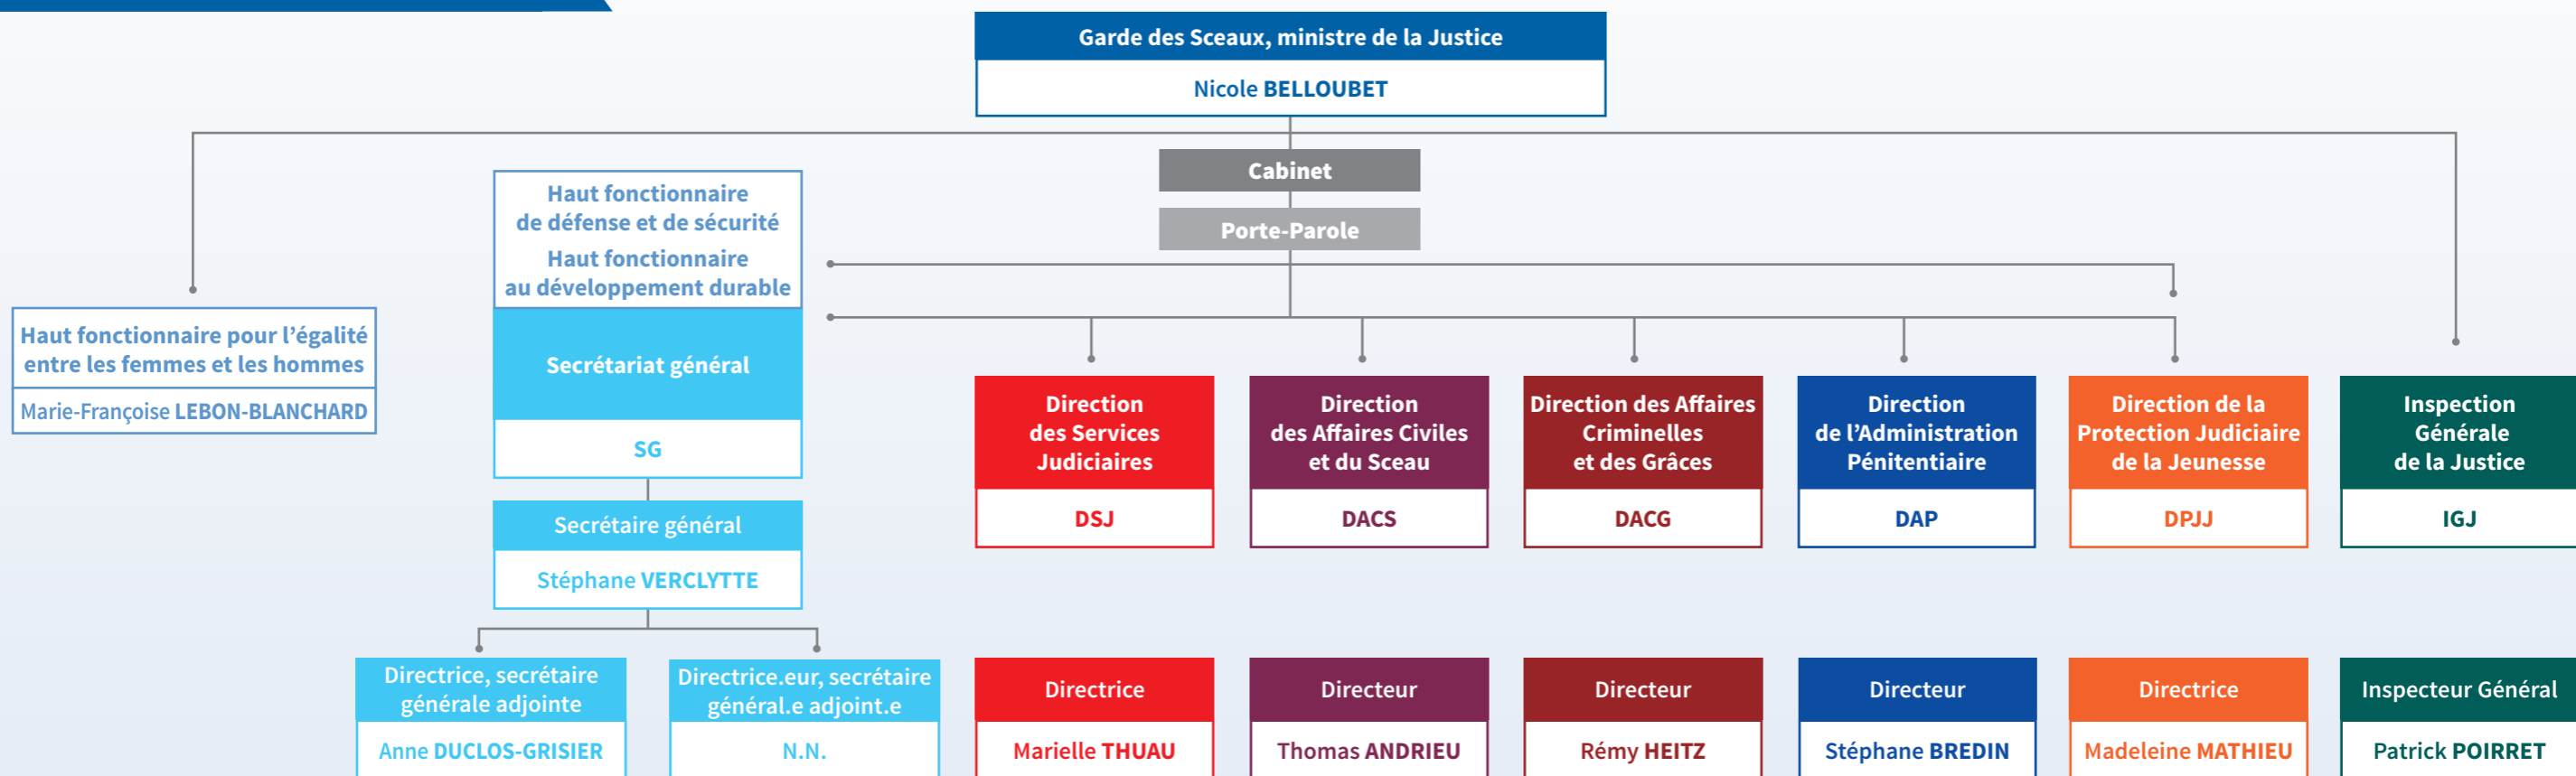 Garde des Sceaux, ministre de la Justice
Nicole BELLOUBET
Cabinet
Porte-Parole
Haut fonctionnaire
de défense et de sécurité
Haut fonctionnaire
au développement durable
Secrétariat général
SG
Secrétaire général
Stéphane VERCLYTTE
Haut fonctionnaire pour l’égalité
entre les femmes et les hommes
Marie-Françoise LEBON-BLANCHARD
Direction
des Services
Judiciaires
DSJ
Direction
des Affaires Civiles
et du Sceau
DACS
Direction des Affaires
Criminelles
et des Grâces
DACG
Direction
de l’Administration
Pénitentiaire
DAP
Direction de la
Protection Judiciaire
de la Jeunesse
DPJJ
Inspection
Générale
de la Justice
IGJ
Directrice, secrétaire
générale adjointe
Anne DUCLOS-GRISIER
Directrice.eur, secrétaire
général.e adjoint.e
N.N.
Directrice
Marielle THUAU
Directeur
Thomas ANDRIEU
Directeur
Rémy HEITZ
Directeur
Stéphane BREDIN
Directrice
Madeleine MATHIEU
Inspecteur Général
Patrick POIRRET